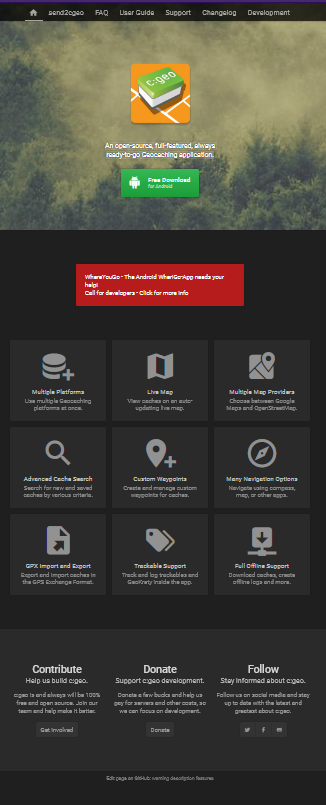 send2cgeo FAQ User Guide Support Changelog Development
c:geo
An open-source, full-featured, always
ready-to-go Geocaching application.
Free Download
for Android
WhereYouGo - The Android WherIGo-App needs your
help!
Call for developers - Click for more info
Multiple Platforms
Use multiple Geocaching
platforms at once.
Live Map
View caches on an auto-
updating live map.
Multiple Map Providers
Choose between Google
Maps and OpenStreetMap.
Advanced Cache Search
Search for new and saved
caches by various criteria.
Custom Waypoints
Create and manage custom
waypoints for caches.
Many Navigation Options
Navigate using compass,
map, or other apps.
GPX Import and Export
Export and import caches in
the GPS Exchange Format.
Trackable Support
Track and log trackables and
GeoKrety inside the app.
Full Offline Support
Download caches, create
offline logs and more.
Contribute
Help us build c:geo.
c:geo is and always will be 100%
free and open source. Join our
team and help make it better.
Get Involved
Donate
Support c:geo development.
Donate a few bucks and help us
pay for servers and other costs, so
we can focus on development.
Donate
Follow
Stay informed about c:geo.
Follow us on social media and stay
up to date with the latest and
greatest about c:geo.
Edit page on GitHub: warning description features